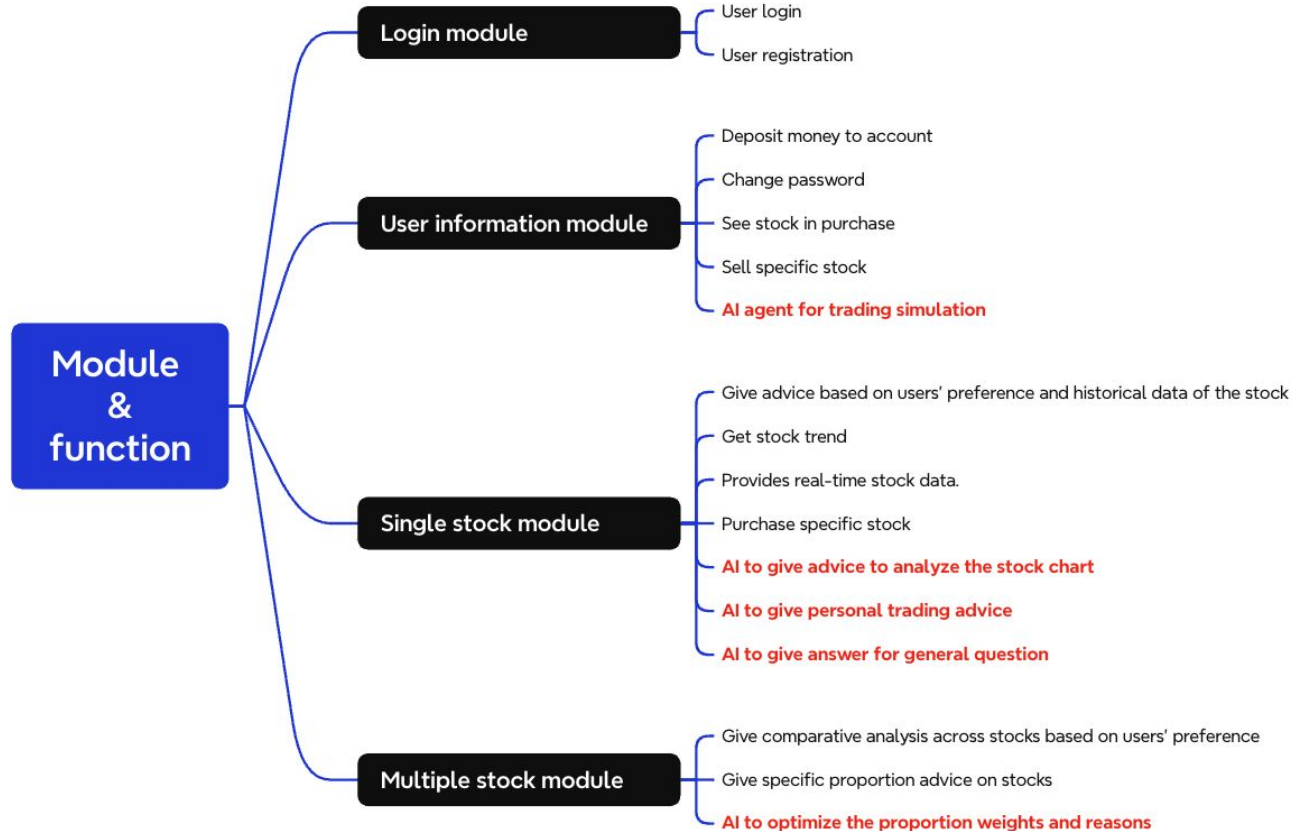 Module
&
function
Login module
User login
User registration
User information module
Deposit money to account
Change password
See stock in purchase
Sell specific stock
AI agent for trading simulation
Single stock module
Give advice based on users' preference and historical data of the stock
Get stock trend
Provides real-time stock data.
Purchase specific stock
AI to give advice to analyze the stock chart
AI to give personal trading advice
AI to give answer for general question
Multiple stock module
Give comparative analysis across stocks based on users' preference
Give specific proportion advice on stocks
AI to optimize the proportion weights and reasons